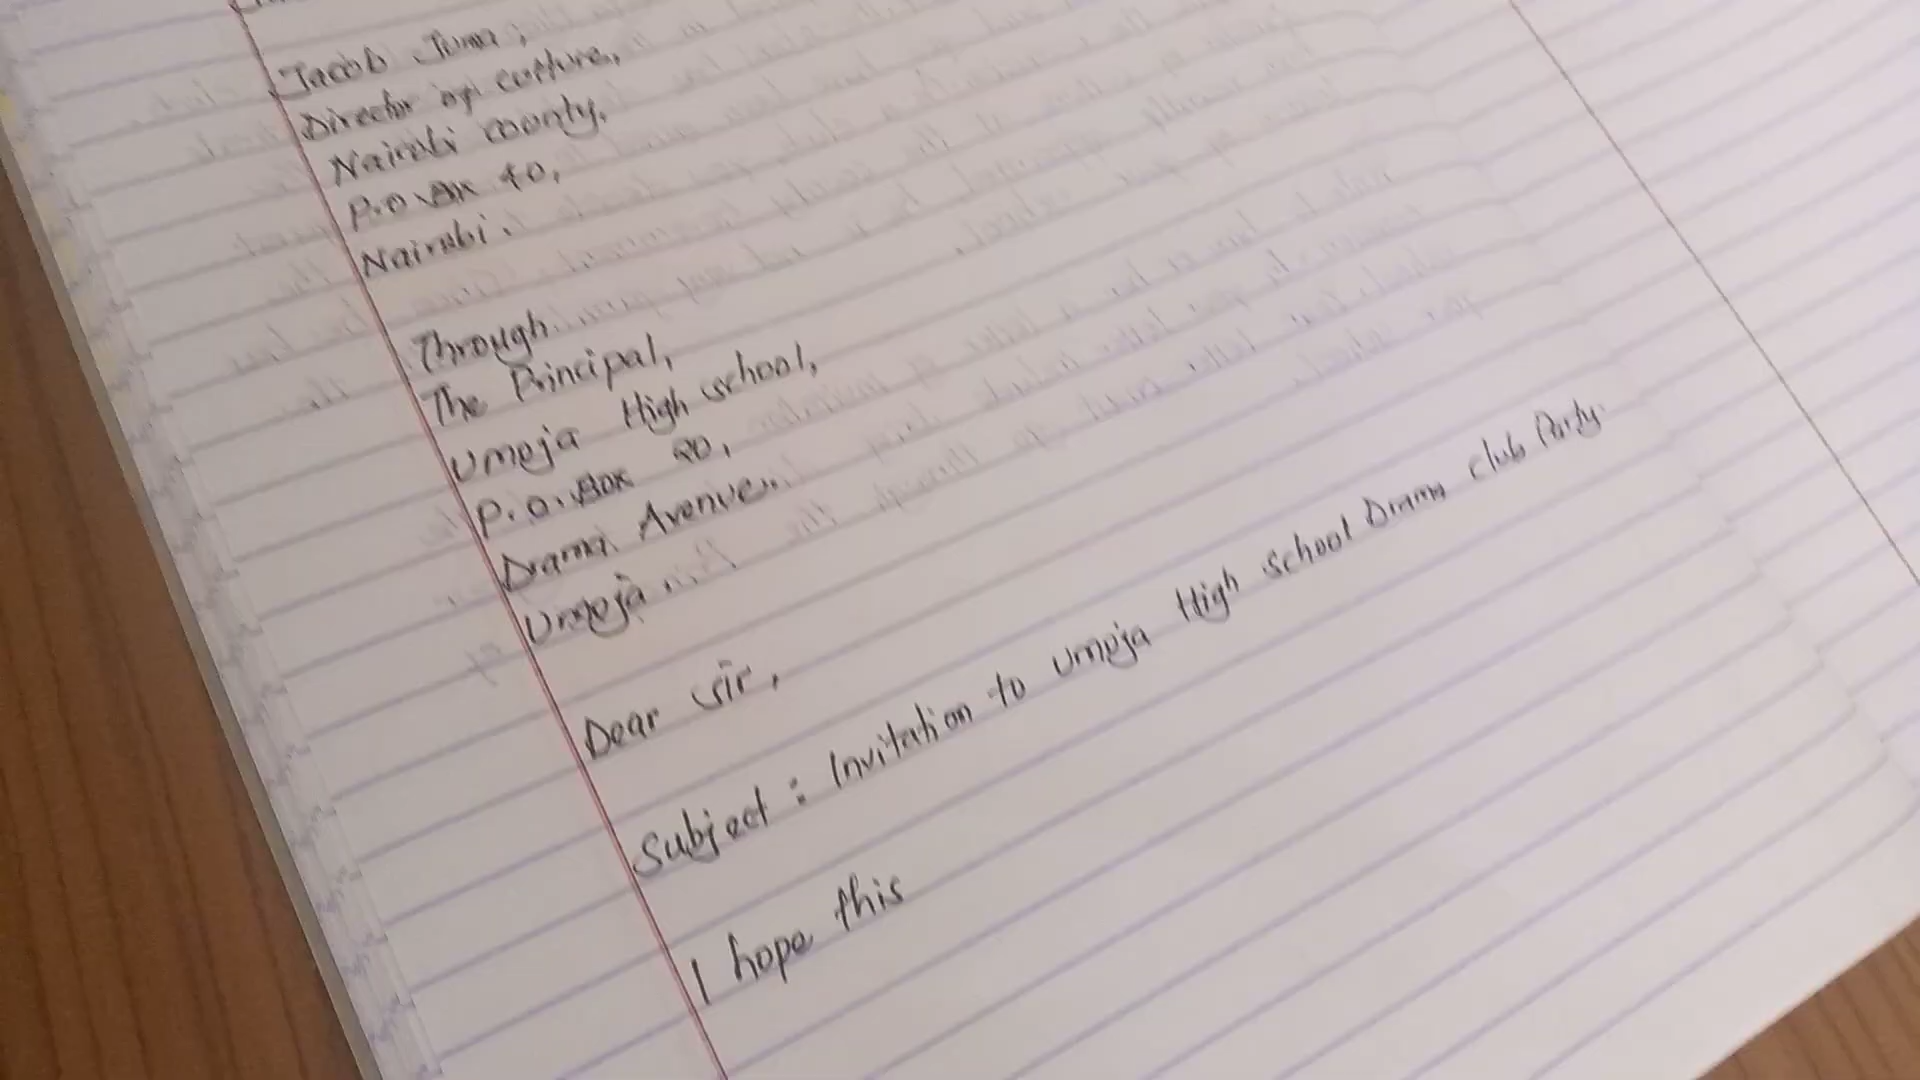 Jacob Juma,
Director of culture,
Nairobi county,
P.O.Box 40,
Nairobi.
Through
The Principal,
Umoja High school,
P.O.Box 20,
Drama Avenue.
Umoja.
Dear sir,
Subject: Invitation to Umoja High school Drama club Party.
I hope this